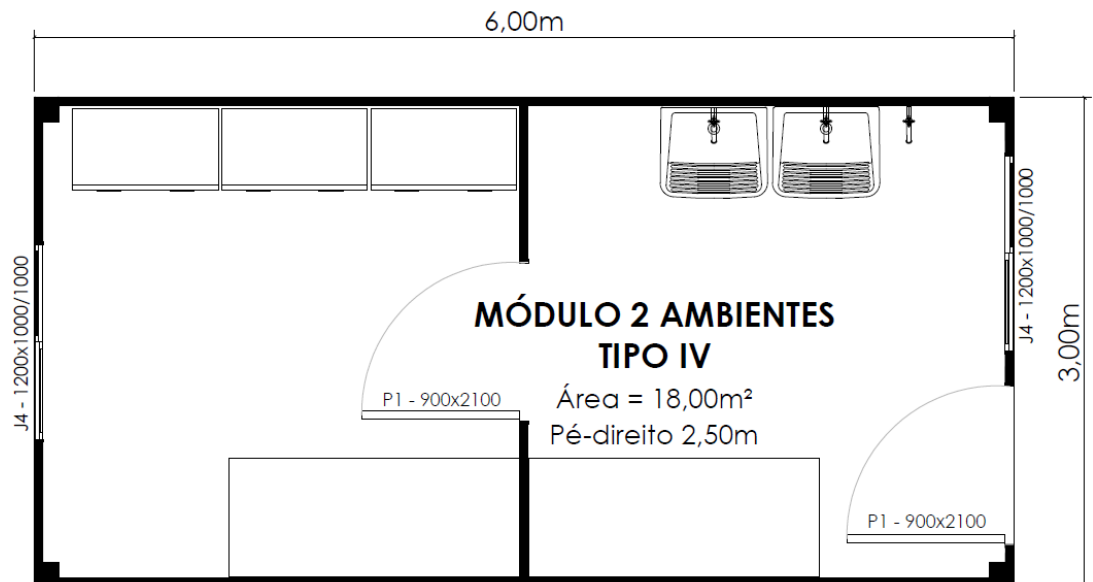 6,00m
J4 - 1200x1000/1000
J4 - 1200x1000/1000
3,00m
MÓDULO 2 AMBIENTES
TIPO IV
P1 - 900x2100
Área = 18,00m²
Pé-direito 2,50m
P1 - 900x2100